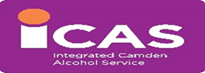 iCAS
Integrated Camden
Alcohol Service